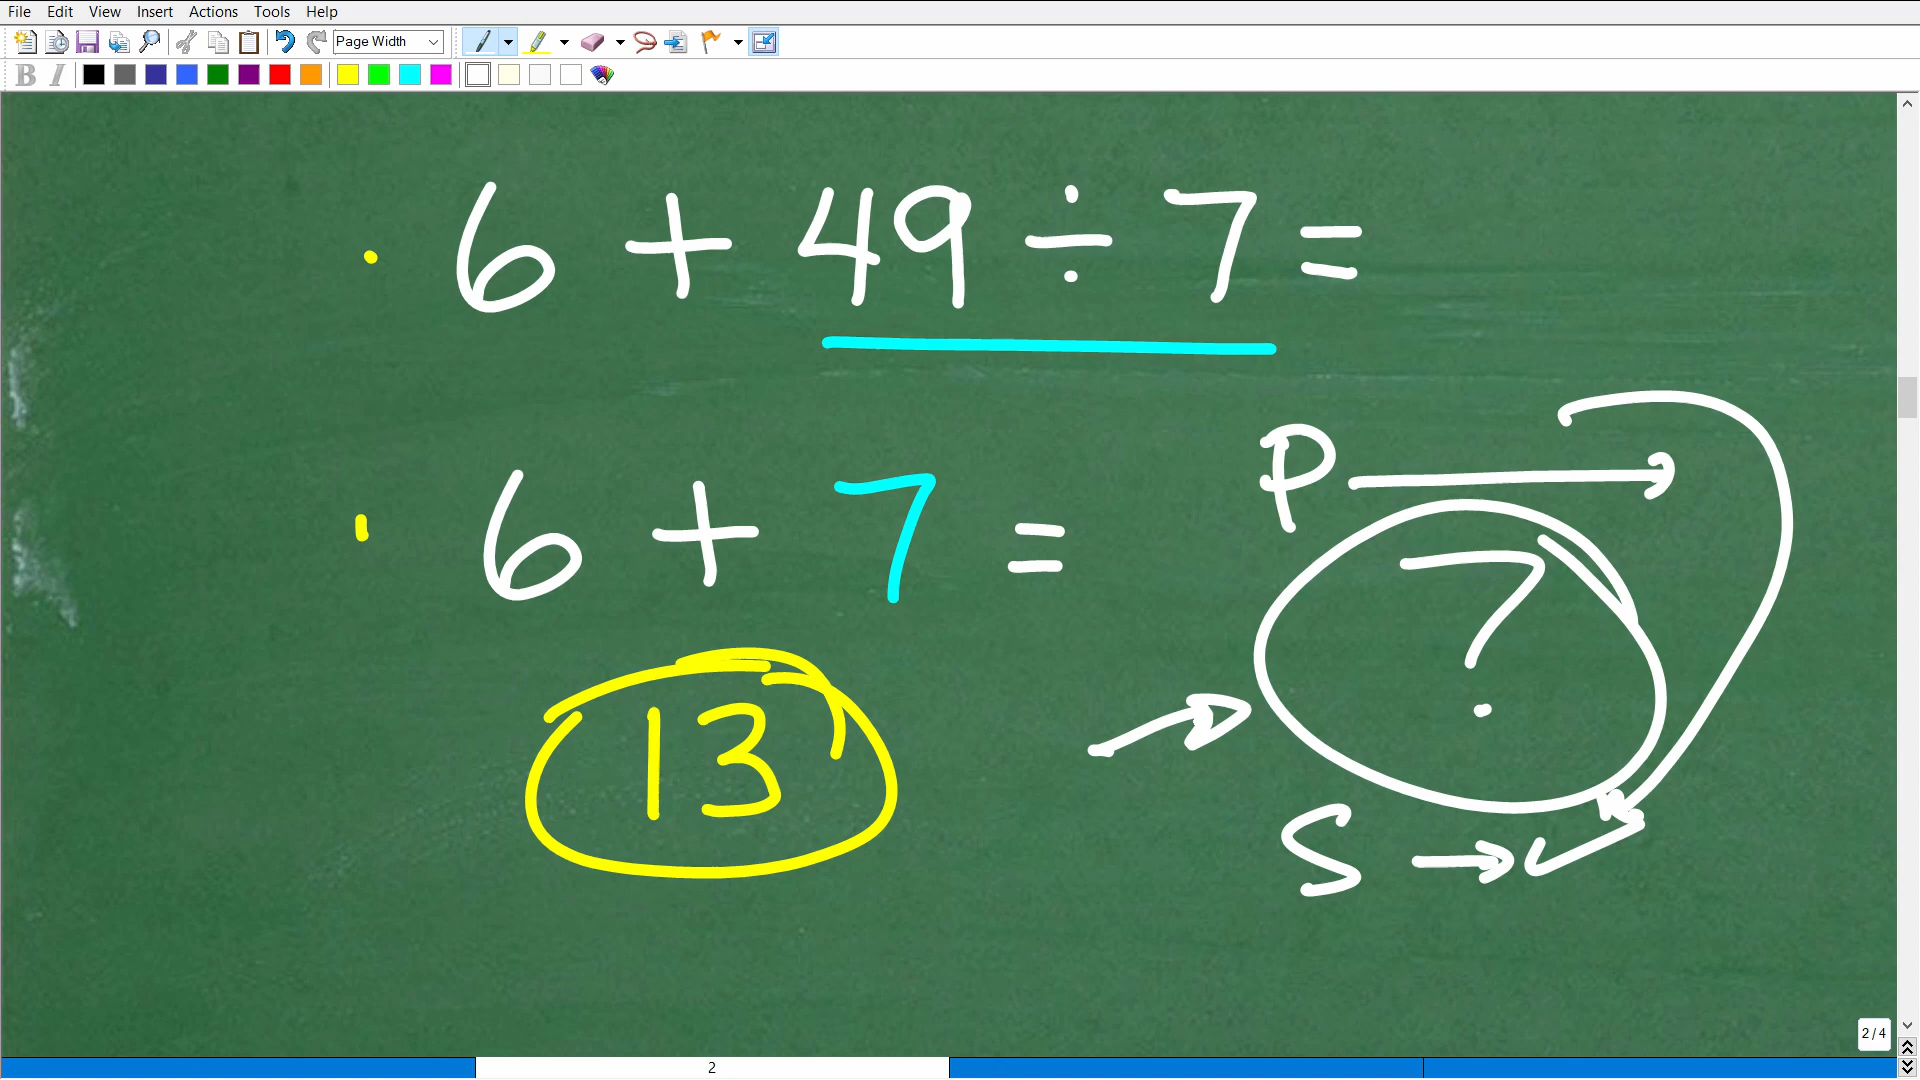 File Edit View Insert Actions Tools Help
Page Width
B I
6 + 49 ÷ 7 =
6 + 7 =
13
P
?
S
2 / 4
2